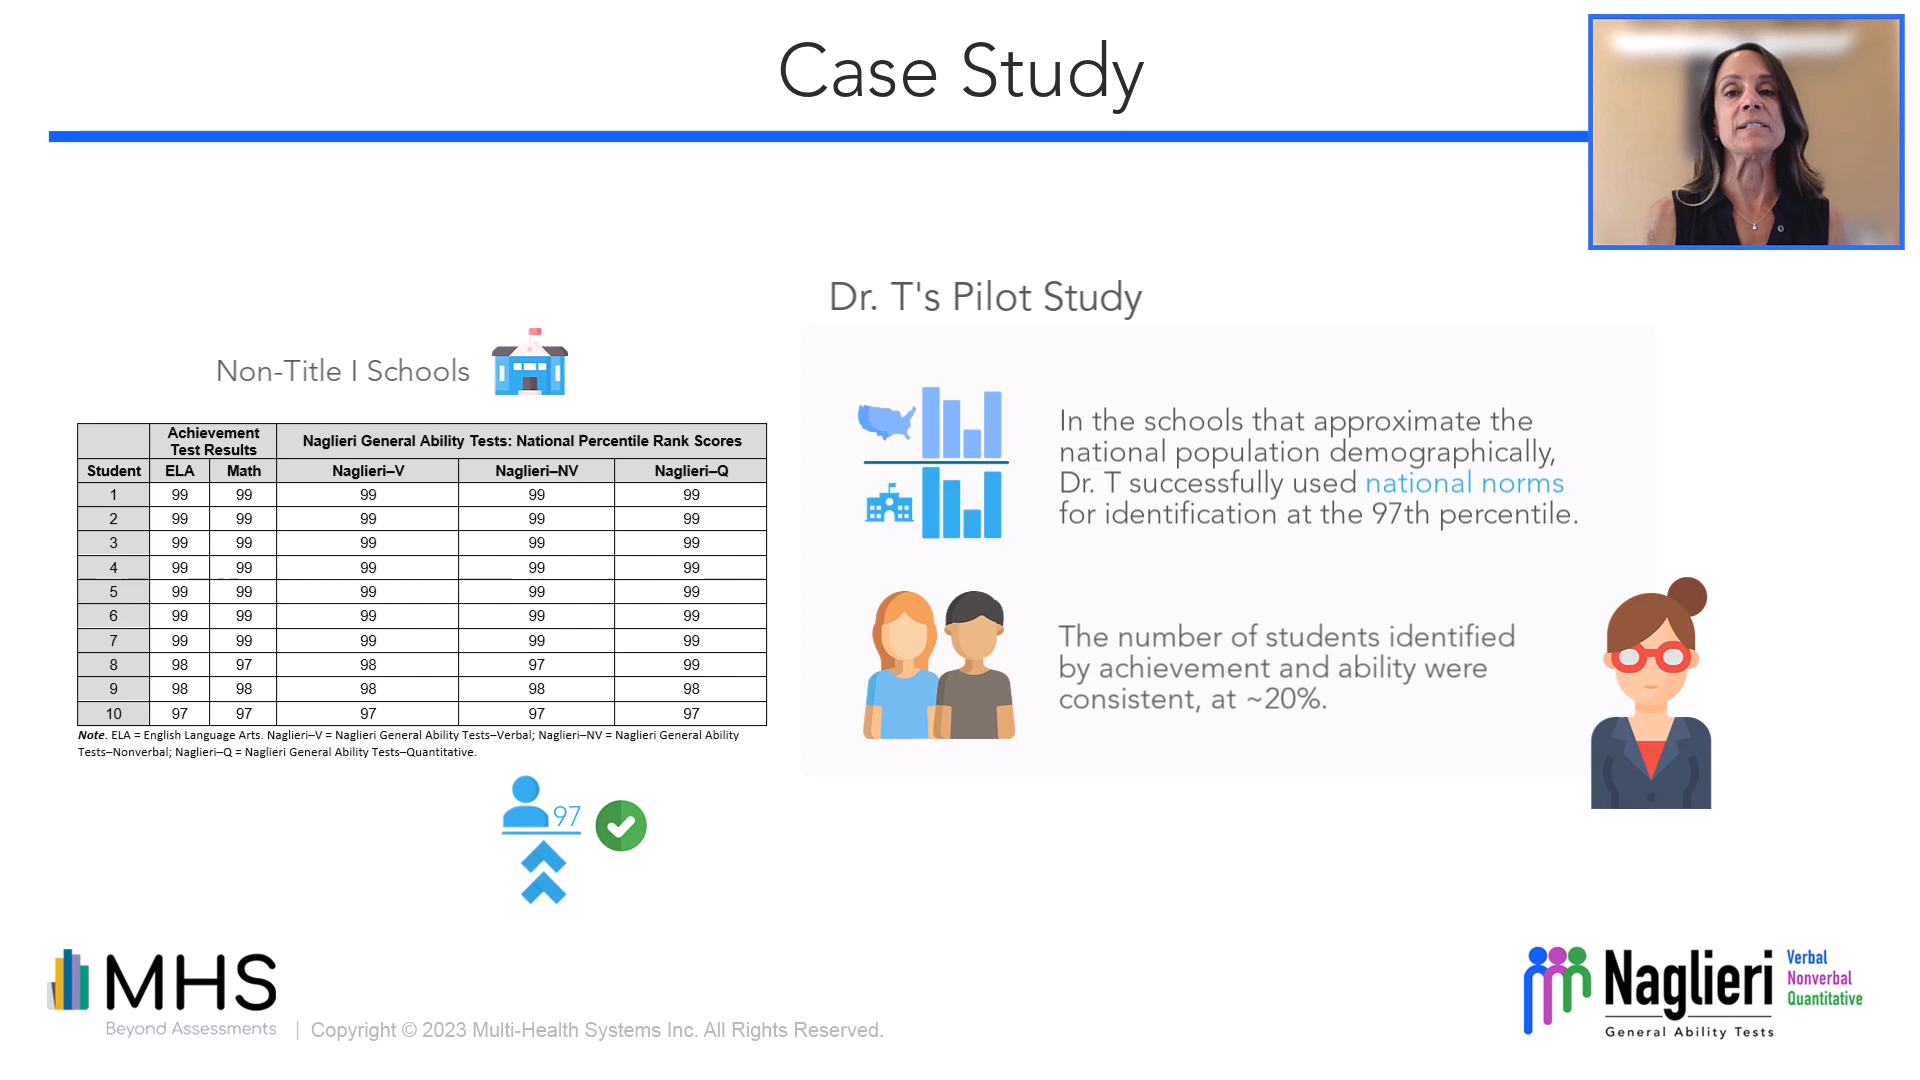 Case Study
Dr. T's Pilot Study
Non-Title I Schools
Achievement Test Results | Naglieri General Ability Tests: National Percentile Rank Scores
Student | ELA | Math | Naglieri–V | Naglieri–NV | Naglieri–Q
1 | 99 | 99 | 99 | 99 | 99
2 | 99 | 99 | 99 | 99 | 99
3 | 99 | 99 | 99 | 99 | 99
4 | 99 | 99 | 99 | 99 | 99
5 | 99 | 99 | 99 | 99 | 99
6 | 99 | 99 | 99 | 99 | 99
7 | 99 | 99 | 99 | 99 | 99
8 | 98 | 97 | 98 | 97 | 99
9 | 98 | 98 | 98 | 98 | 98
10 | 97 | 97 | 97 | 97 | 97
Note. ELA = English Language Arts. Naglieri–V = Naglieri General Ability Tests–Verbal; Naglieri–NV = Naglieri General Ability
Tests–Nonverbal; Naglieri–Q = Naglieri General Ability Tests–Quantitative.
97
In the schools that approximate the
national population demographically,
Dr. T successfully used national norms
for identification at the 97th percentile.
The number of students identified
by achievement and ability were
consistent, at ~20%.
MHS
Beyond Assessments
| Copyright © 2023 Multi-Health Systems Inc. All Rights Reserved.
Naglieri
General Ability Tests
Verbal
Nonverbal
Quantitative